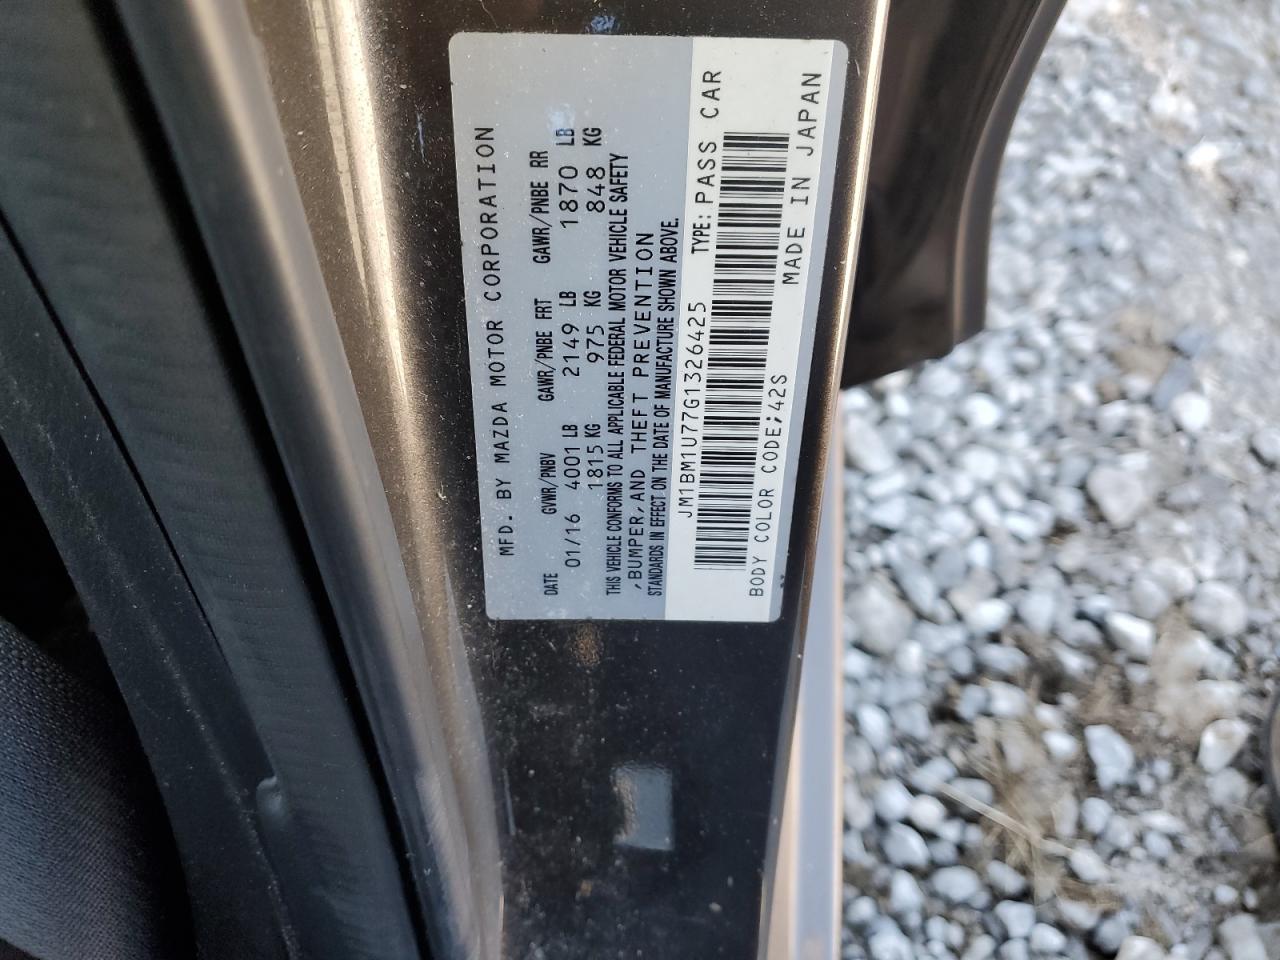 MFD. BY MAZDA MOTOR CORPORATION
DATE GVWR/PNBV GAWR/PNBE FRT GAWR/PNBE RR
01/16 4001 LB 2149 LB 1870 LB
1815 KG 975 KG 848 KG
THIS VEHICLE CONFORMS TO ALL APPLICABLE FEDERAL MOTOR VEHICLE SAFETY
,BUMPER,AND THEFT PREVENTION
STANDARDS IN EFFECT ON THE DATE OF MANUFACTURE SHOWN ABOVE.
JM1BM1U77G1326425 TYPE: PASS CAR
BODY COLOR CODE;42S MADE IN JAPAN